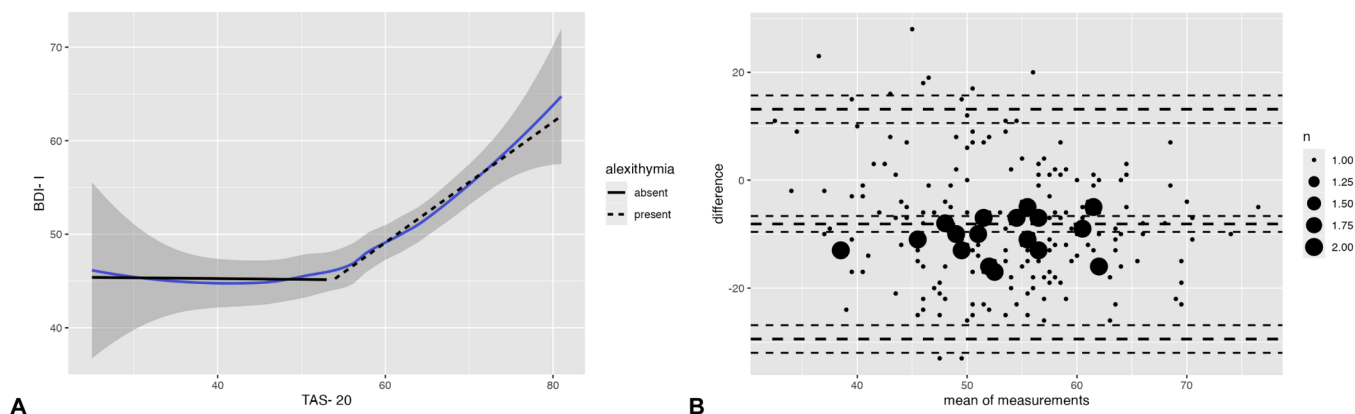 70
60
50
40
BDI- I
40
60
80
TAS- 20
alexithymia
absent
present
A
20
0
-20
difference
40
50
60
70
mean of measurements
n
1.00
1.25
1.50
1.75
2.00
B